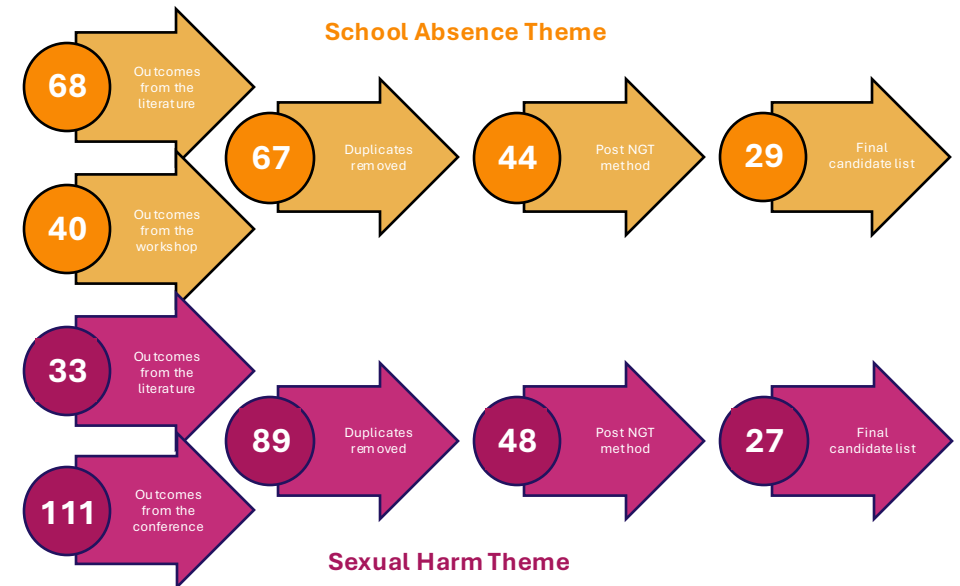 School Absence Theme
68
Outcomes
from the
literature
40
Outcomes
from the
workshop
67
Duplicates
removed
44
Post NGT
method
29
Final
candidate list
33
Outcomes
from the
literature
111
Outcomes
from the
conference
89
Duplicates
removed
48
Post NGT
method
27
Final
candidate list
Sexual Harm Theme